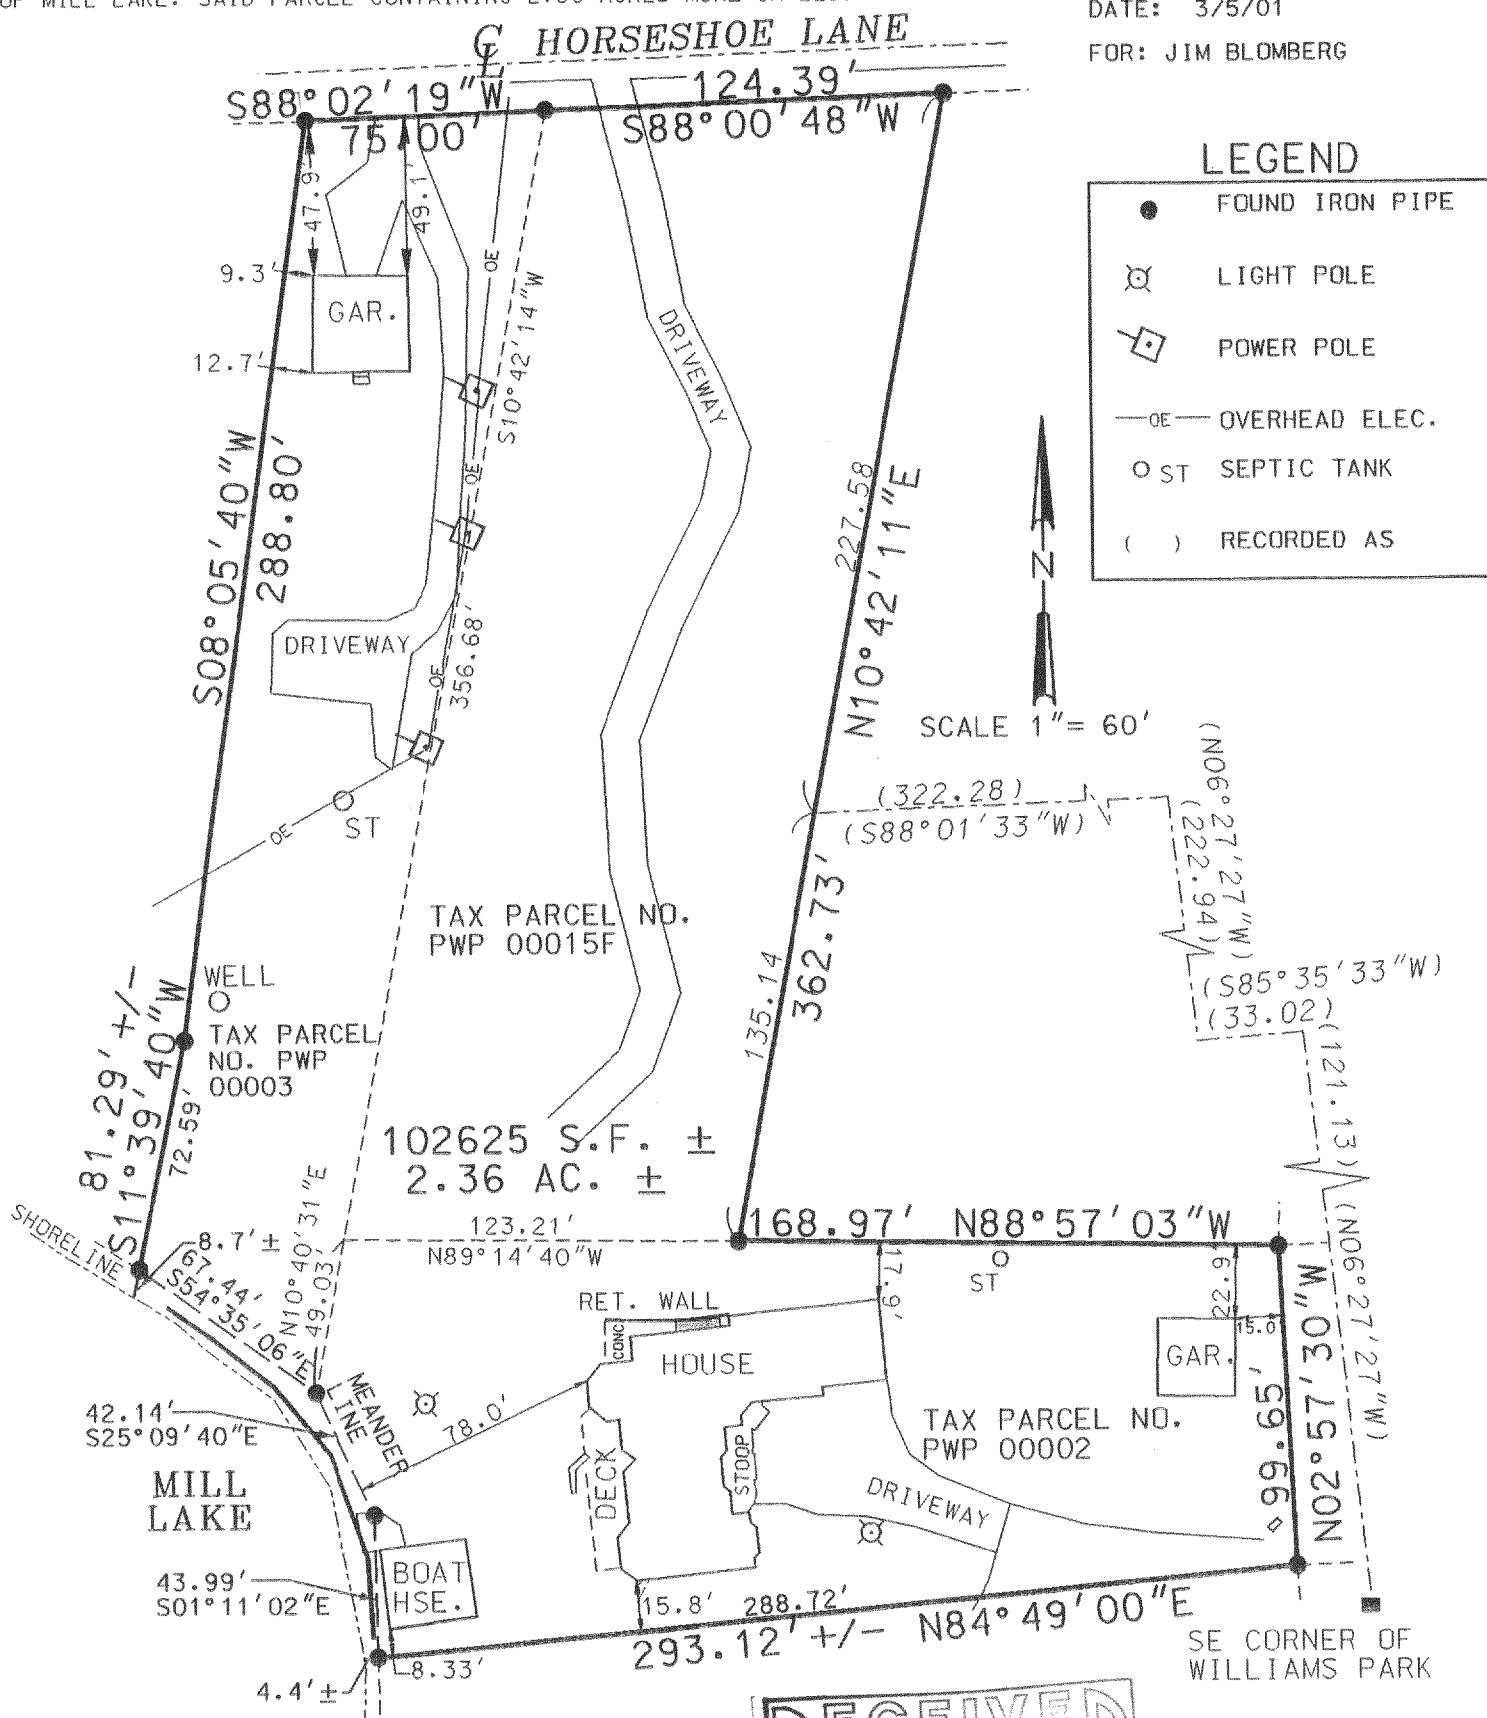 DATE: 3/5/01
FOR: JIM BLOMBERG
℄ HORSESHOE LANE
S88°02'19"W
75.00'
124.39'
S88°00'48"W
LEGEND
FOUND IRON PIPE
LIGHT POLE
POWER POLE
OE OVERHEAD ELEC.
ST SEPTIC TANK
( ) RECORDED AS
47.9'
49.1'
9.3'
GAR.
12.7'
OE
S10°42'14"W
DRIVEWAY
OE
S08°05'40"W
288.80'
227.58
N10°42'11"E
N
DRIVEWAY
OE
356.68'
SCALE 1"= 60'
(322.28)
(S88°01'33"W)
(N06°27'27"W)
(222.94)
OE
ST
362.73'
135.14
TAX PARCEL NO.
PWP 00015F
(S85°35'33"W)
(33.02)
(121.13)
(N06°27'27"W)
WELL
TAX PARCEL
NO. PWP
00003
81.29'+/-
S11°39'40"W
72.59'
102625 S.F. ±
2.36 AC. ±
SHORELINE
8.7'±
67.44'
S54°35'06"E
N10°40'31"E
49.03'
123.21'
N89°14'40"W
168.97' N88°57'03"W
ST
17.9'
22.9'
15.0
GAR.
RET. WALL
CONC
HOUSE
MEANDER
LINE
78.0'
42.14'
S25°09'40"E
MILL
LAKE
DECK
STOOP
TAX PARCEL NO.
PWP 00002
DRIVEWAY
99.65'
N02°57'30"W
BOAT
HSE.
43.99'
S01°11'02"E
15.8'
288.72'
293.12'+/- N84°49'00"E
8.33'
4.4'±
SE CORNER OF
WILLIAMS PARK
RECEIVED